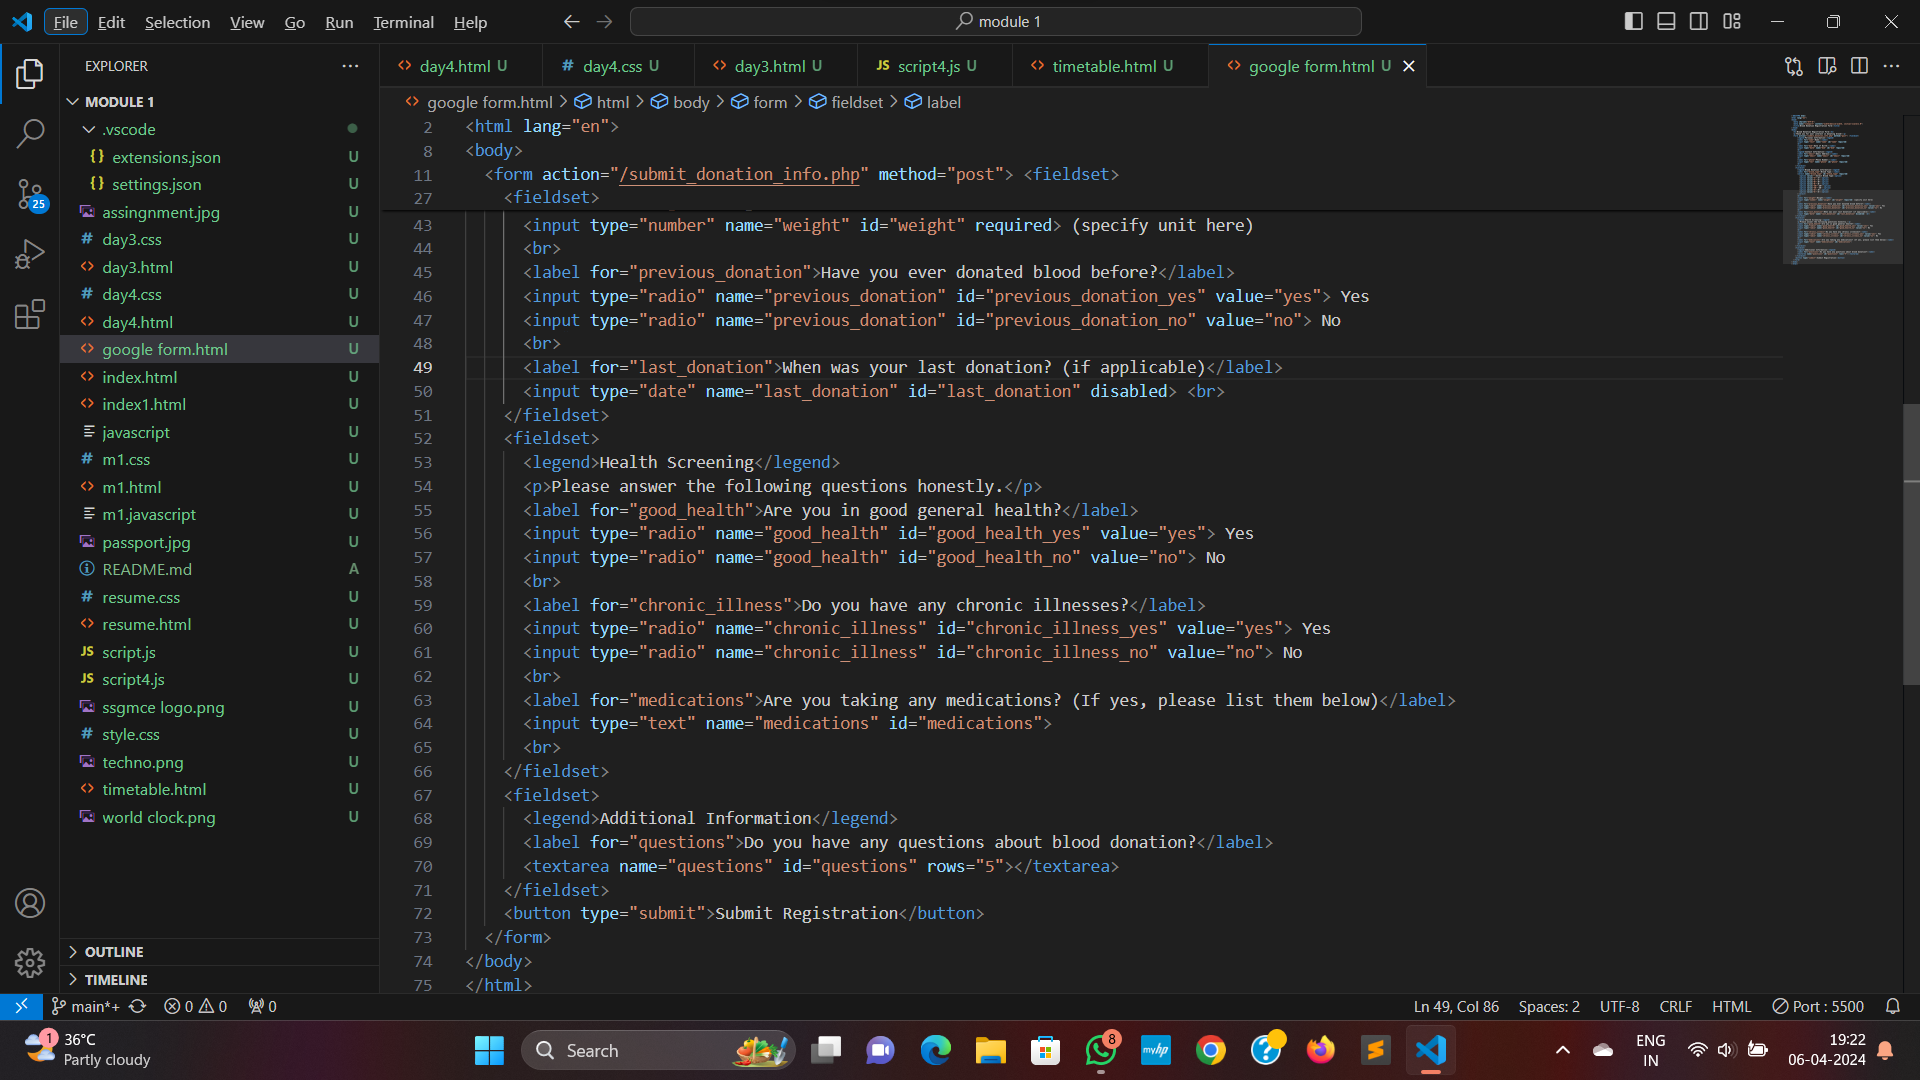 File Edit Selection View Go Run Terminal Help
module 1
EXPLORER
MODULE 1
.vscode
extensions.json U
settings.json U
assingnment.jpg U
day3.css U
day3.html U
day4.css U
day4.html U
google form.html U
index.html U
index1.html U
javascript U
m1.css U
m1.html U
m1.javascript U
passport.jpg U
README.md A
resume.css U
resume.html U
script.js U
script4.js U
ssgmce logo.png U
style.css U
techno.png U
timetable.html U
world clock.png U
OUTLINE
TIMELINE
25
day4.html U
day4.css U
day3.html U
JS script4.js U
timetable.html U
google form.html U
google form.html > html > body > form > fieldset > label
2 <html lang="en">
8 <body>
11 <form action="/submit_donation_info.php" method="post"> <fieldset>
27 <fieldset>
43 <input type="number" name="weight" id="weight" required> (specify unit here)
44 <br>
45 <label for="previous_donation">Have you ever donated blood before?</label>
46 <input type="radio" name="previous_donation" id="previous_donation_yes" value="yes"> Yes
47 <input type="radio" name="previous_donation" id="previous_donation_no" value="no"> No
48 <br>
49 <label for="last_donation">When was your last donation? (if applicable)</label>
50 <input type="date" name="last_donation" id="last_donation" disabled> <br>
51 </fieldset>
52 <fieldset>
53 <legend>Health Screening</legend>
54 <p>Please answer the following questions honestly.</p>
55 <label for="good_health">Are you in good general health?</label>
56 <input type="radio" name="good_health" id="good_health_yes" value="yes"> Yes
57 <input type="radio" name="good_health" id="good_health_no" value="no"> No
58 <br>
59 <label for="chronic_illness">Do you have any chronic illnesses?</label>
60 <input type="radio" name="chronic_illness" id="chronic_illness_yes" value="yes"> Yes
61 <input type="radio" name="chronic_illness" id="chronic_illness_no" value="no"> No
62 <br>
63 <label for="medications">Are you taking any medications? (If yes, please list them below)</label>
64 <input type="text" name="medications" id="medications">
65 <br>
66 </fieldset>
67 <fieldset>
68 <legend>Additional Information</legend>
69 <label for="questions">Do you have any questions about blood donation?</label>
70 <textarea name="questions" id="questions" rows="5"></textarea>
71 </fieldset>
72 <button type="submit">Submit Registration</button>
73 </form>
74 </body>
75 </html>
main*+ 0 0 0
Ln 49, Col 86 Spaces: 2 UTF-8 CRLF HTML Port : 5500
1 36°C
Partly cloudy
Search
8
myhp
ENG
IN
19:22
06-04-2024